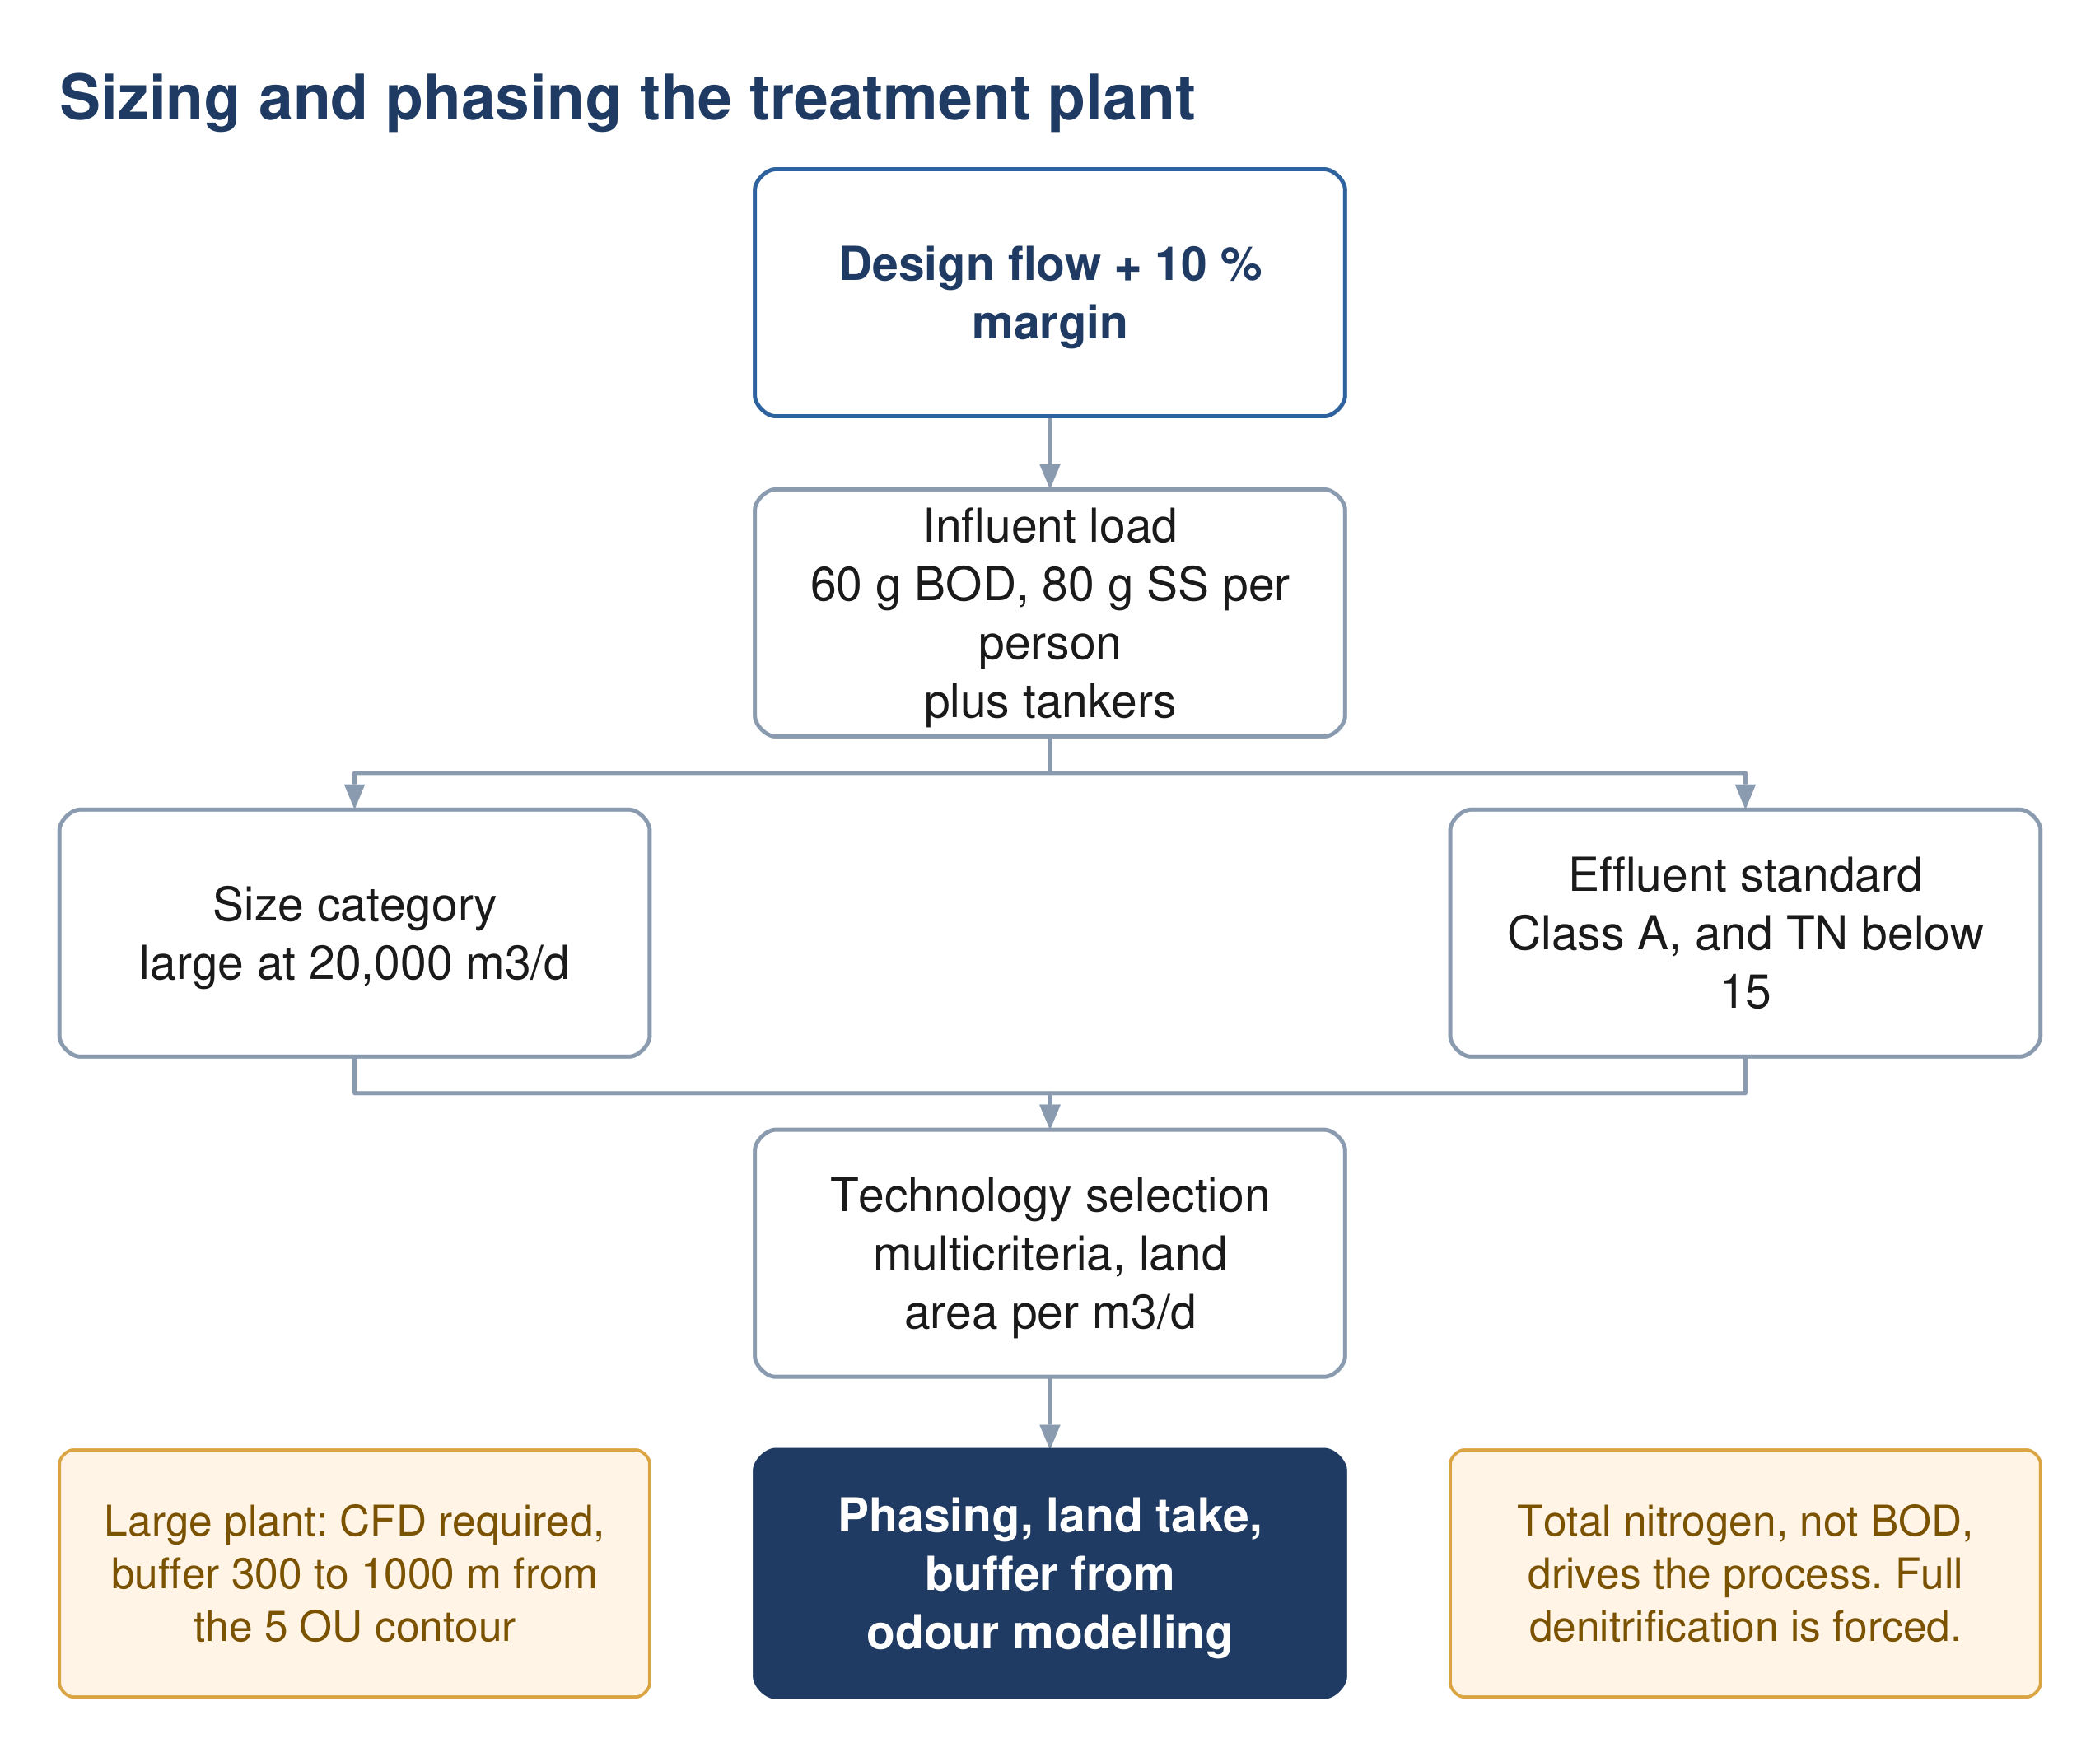 Sizing and phasing the treatment plant
Design flow + 10 %
margin
Influent load
60 g BOD, 80 g SS per
person
plus tankers
Size category
large at 20,000 m3/d
Effluent standard
Class A, and TN below
15
Technology selection
multicriteria, land
area per m3/d
Large plant: CFD required,
buffer 300 to 1000 m from
the 5 OU contour
Phasing, land take,
buffer from
odour modelling
Total nitrogen, not BOD,
drives the process. Full
denitrification is forced.